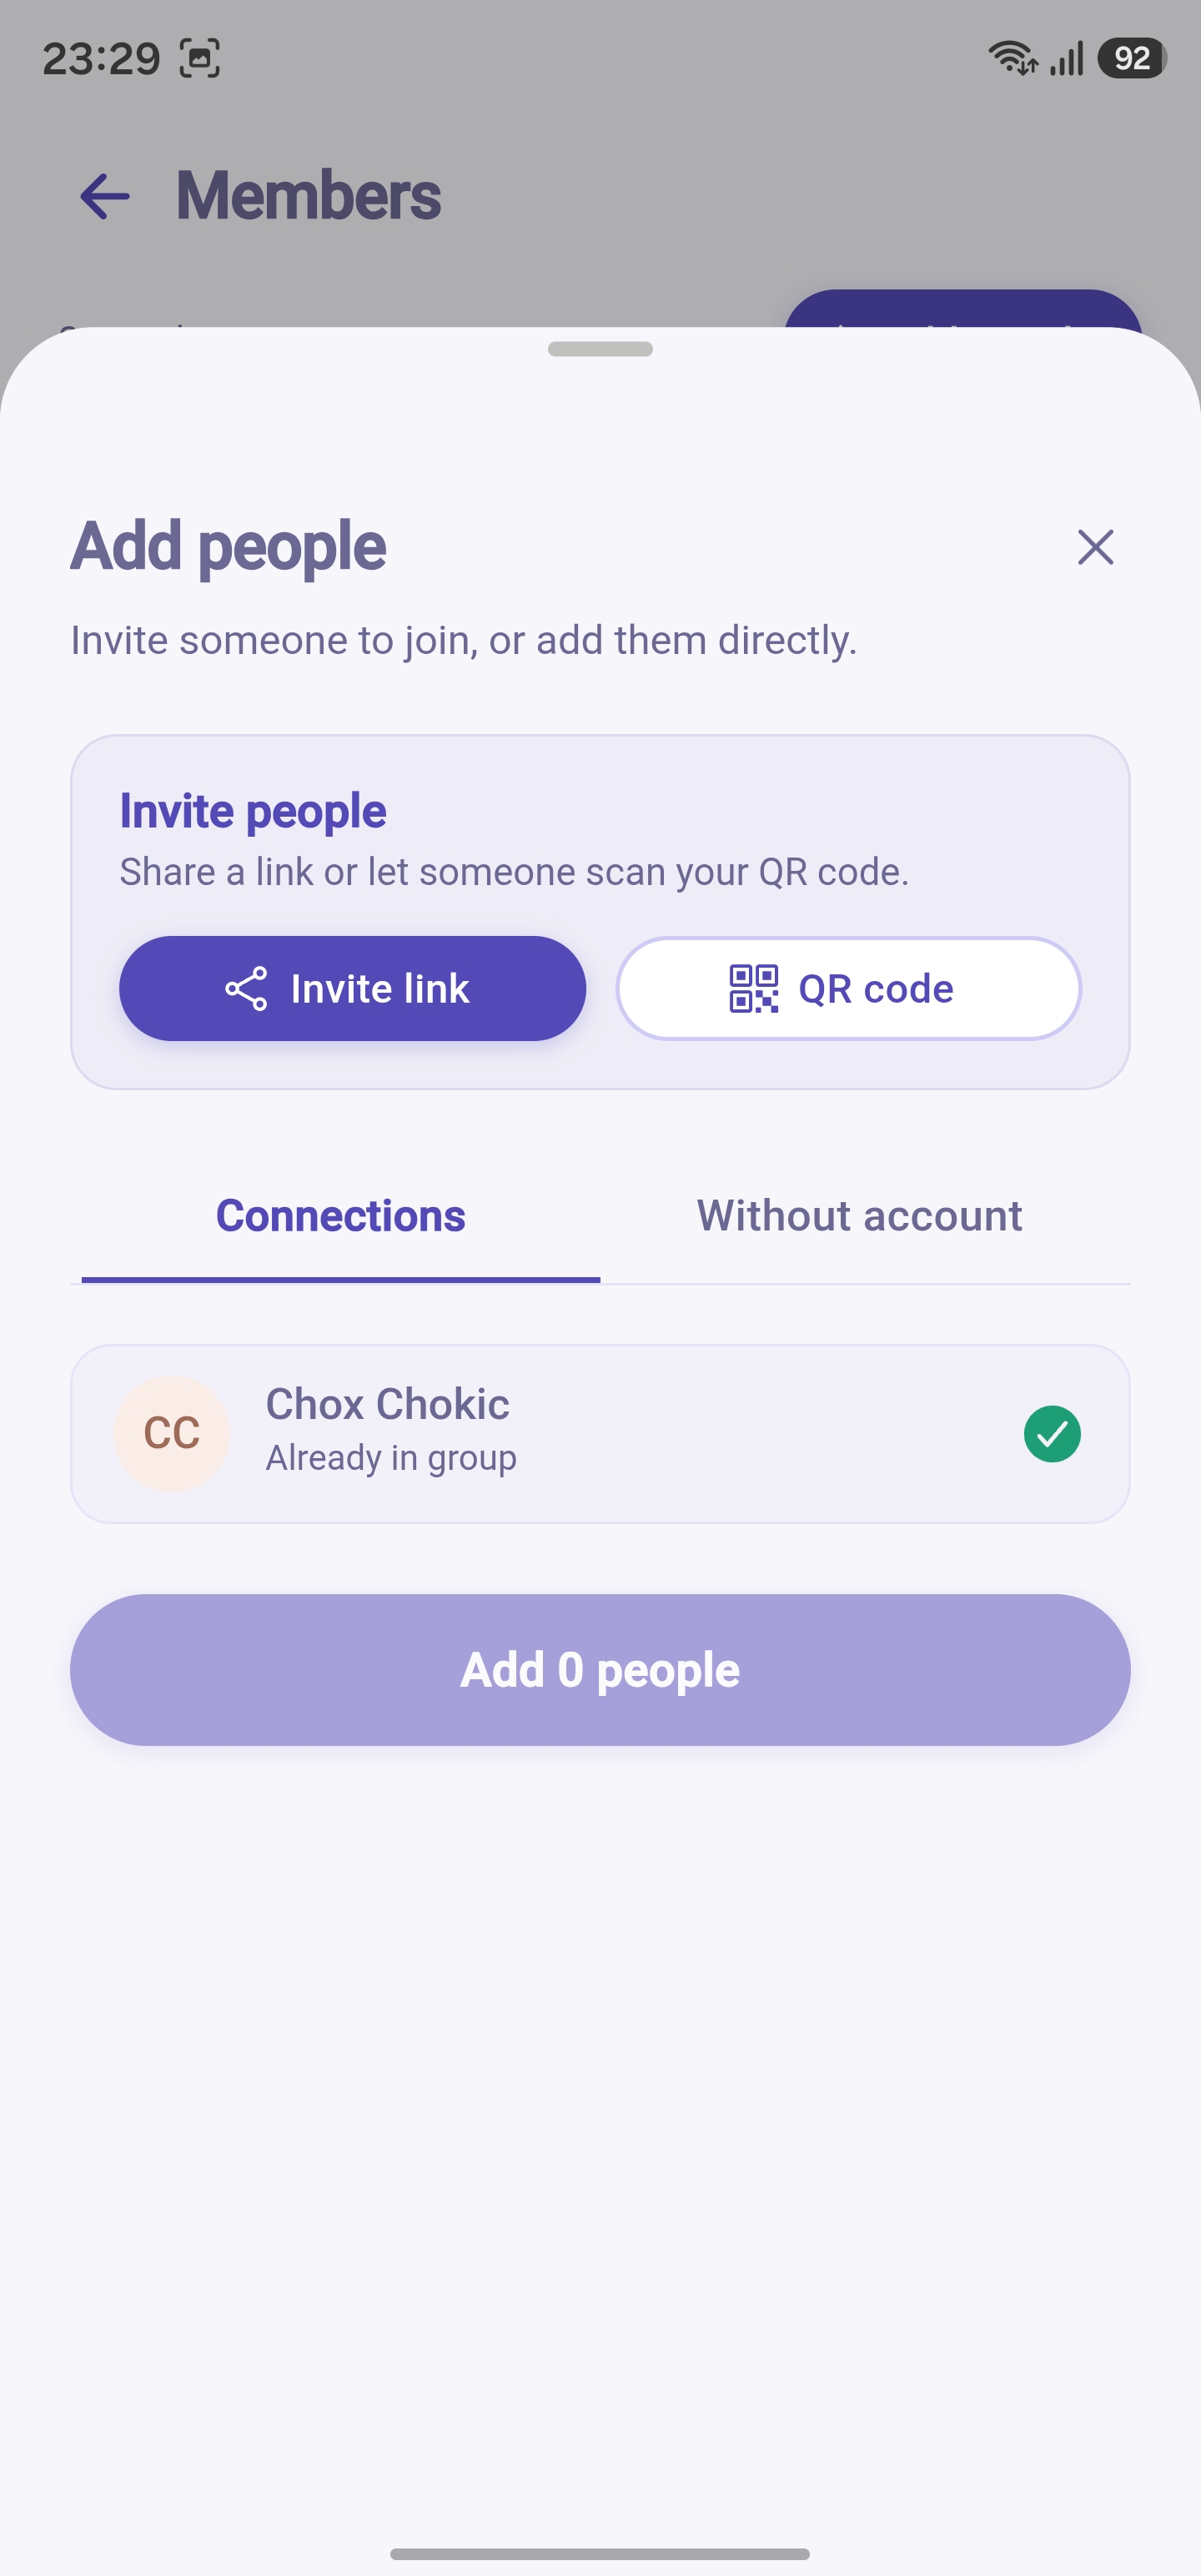 23:29
92
Members
Add people
Invite someone to join, or add them directly.
Invite people
Share a link or let someone scan your QR code.
Invite link
QR code
Connections
Without account
CC
Chox Chokic
Already in group
Add 0 people